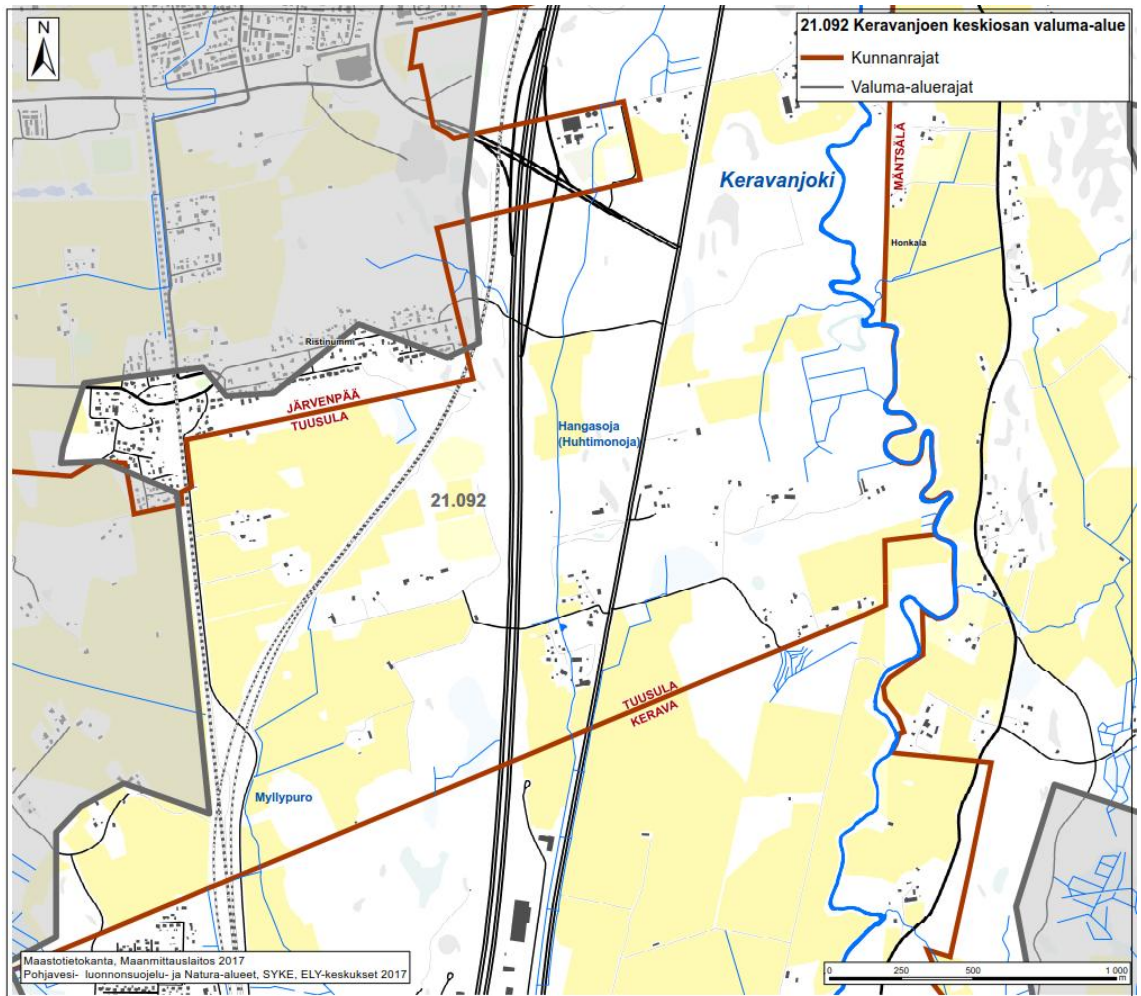 N
21.092 Keravanjoen keskiosan valuma-alue
Kunnanrajat
Valuma-aluerajat
MÄNTSÄLÄ
Keravanjoki
Honkala
Ristinummi
JÄRVENPÄÄ
TUUSULA
Hangasoja
(Huhtimonoja)
21.092
TUUSULA
KERAVA
Myllypuro
Maastotietokanta, Maanmittauslaitos 2017
Pohjavesi- luonnonsuojelu- ja Natura-alueet, SYKE, ELY-keskukset 2017
0 250 500 1 000
m